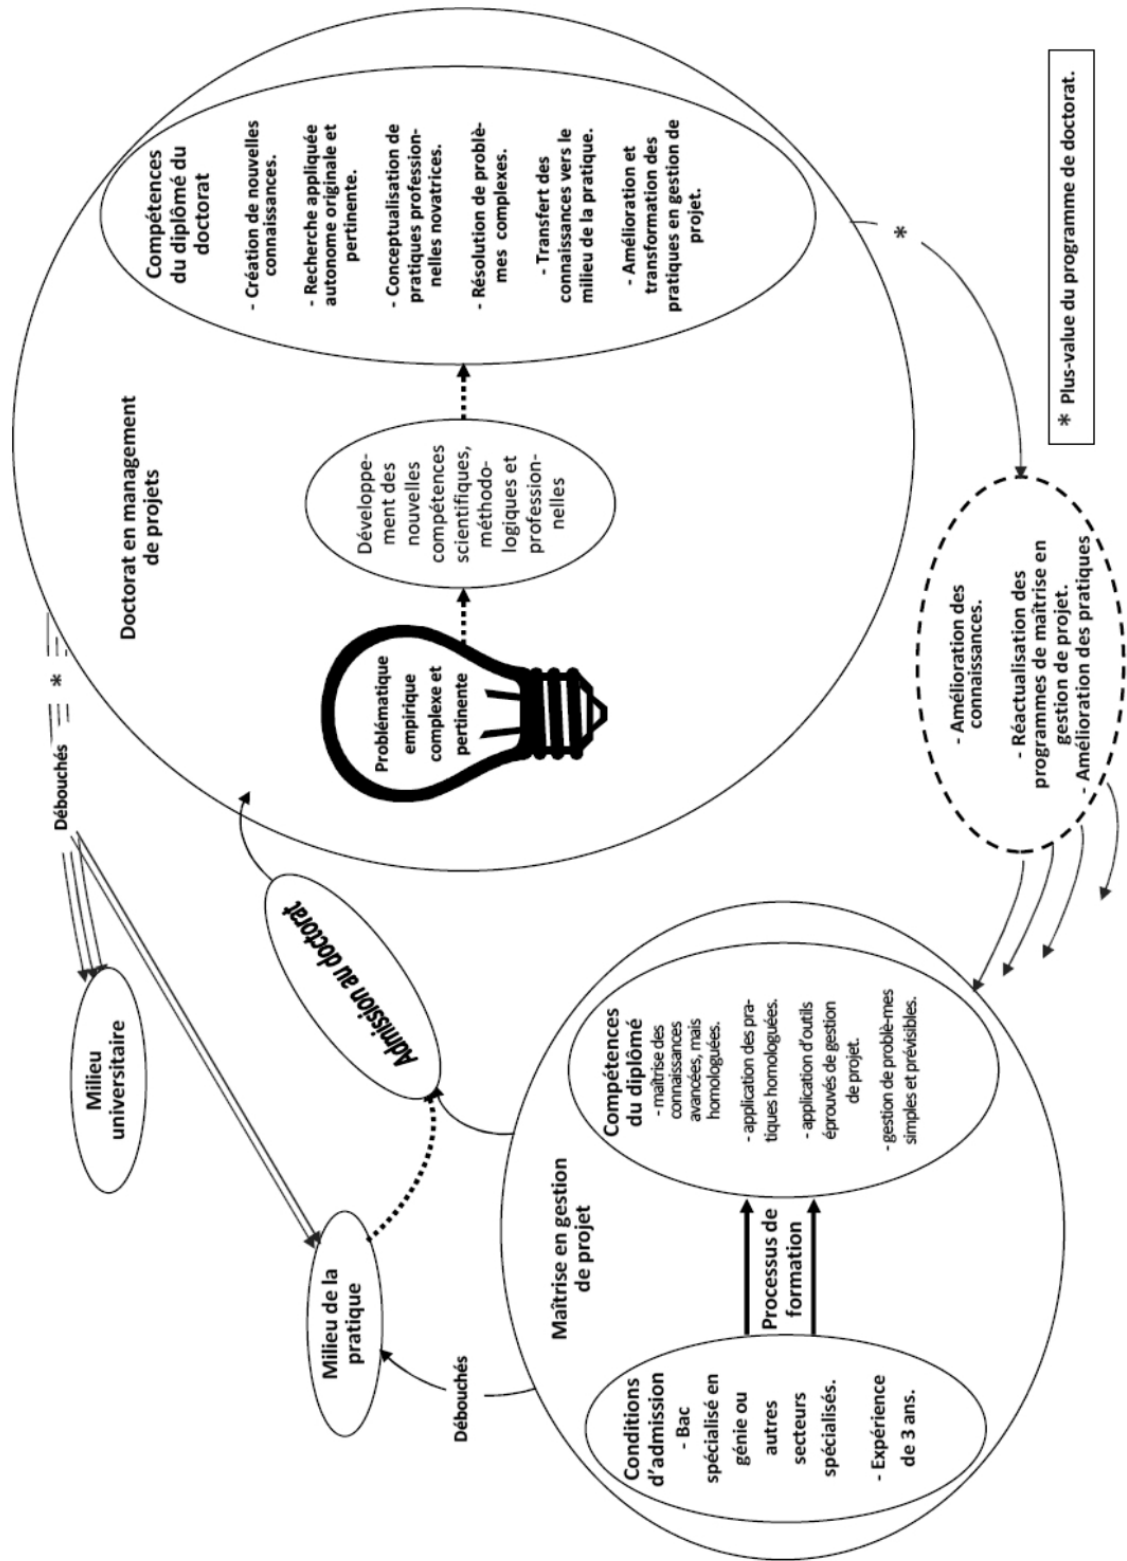 Milieu
universitaire
Débouchés
*
Doctorat en management
de projets
Compétences
du diplômé du
doctorat
- Création de nouvelles
connaissances.
- Recherche appliquée
autonome originale et
pertinente.
- Conceptualisation de
pratiques profession-
nelles novatrices.
- Résolution de problè-
mes complexes.
- Transfert des
connaissances vers le
milieu de la pratique.
- Amélioration et
transformation des
pratiques en gestion de
projet.
Développe-
ment des
nouvelles
compétences
scientifiques,
méthodo-
logiques et
profession-
nelles
Problématique
empirique
complexe et
pertinente
Admission au doctorat
Milieu de la
pratique
Débouchés
Maîtrise en gestion
de projet
Conditions
d'admission
- Bac
spécialisé en
génie ou
autres
secteurs
spécialisés.
- Expérience
de 3 ans.
Processus de
formation
Compétences
du diplômé
- maîtrise des
connaissances
avancées, mais
homologuées.
- application des pra-
tiques homologuées.
- application d'outils
éprouvés de gestion
de projet.
- gestion de problè-mes
simples et prévisibles.
*
- Amélioration des
connaissances.
- Réactualisation des
programmes de maîtrise en
gestion de projet.
- Amélioration des pratiques
* Plus-value du programme de doctorat.